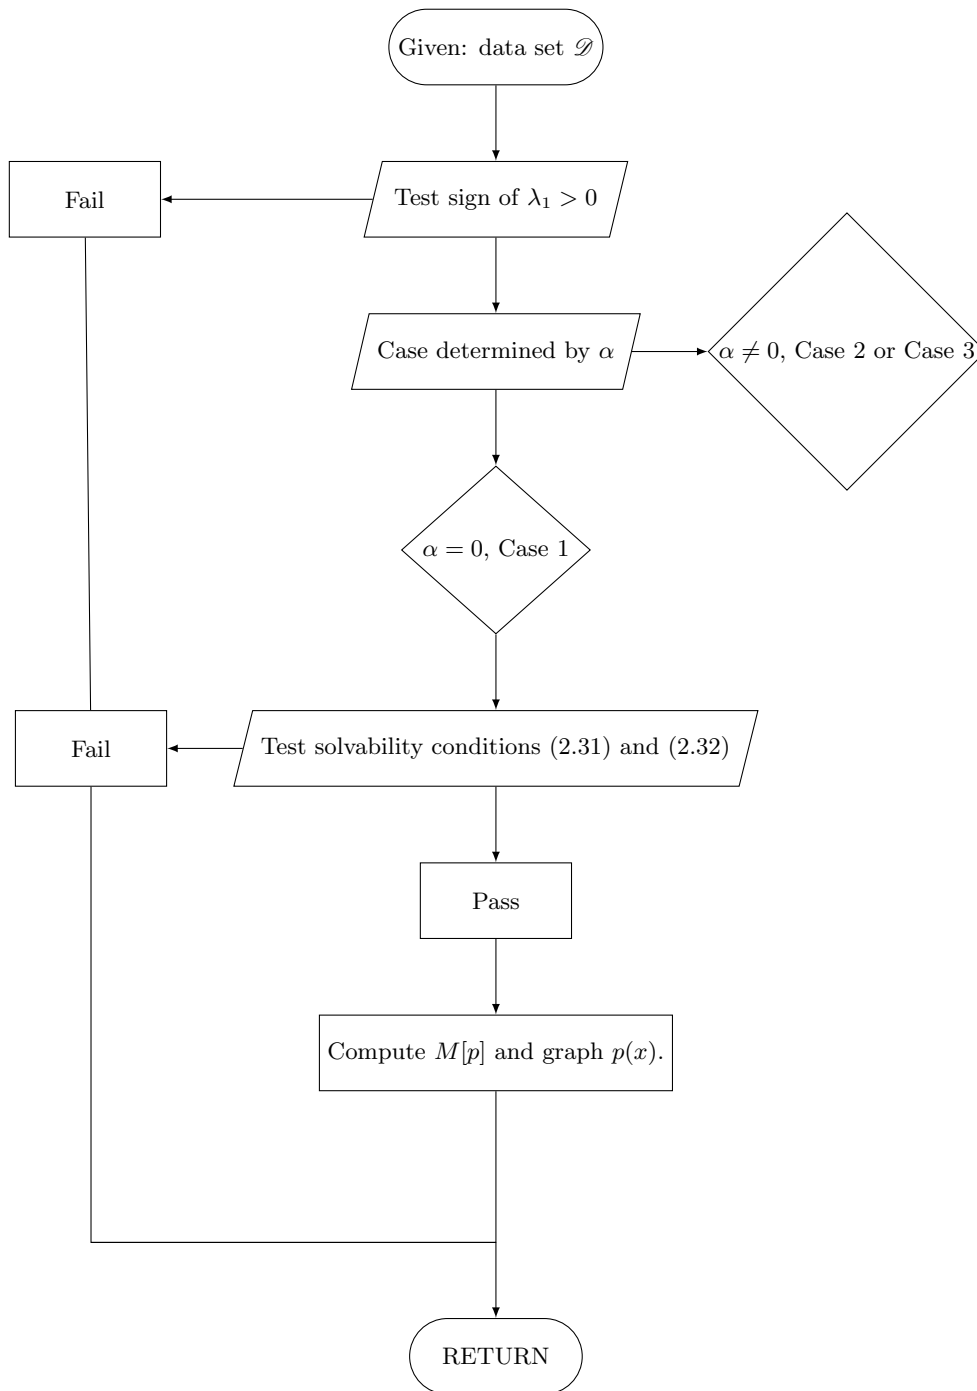 Given: data set 𝒟
Fail
Test sign of λ₁ > 0
Case determined by α
α ≠ 0, Case 2 or Case 3
α = 0, Case 1
Fail
Test solvability conditions (2.31) and (2.32)
Pass
Compute M[p] and graph p(x).
RETURN